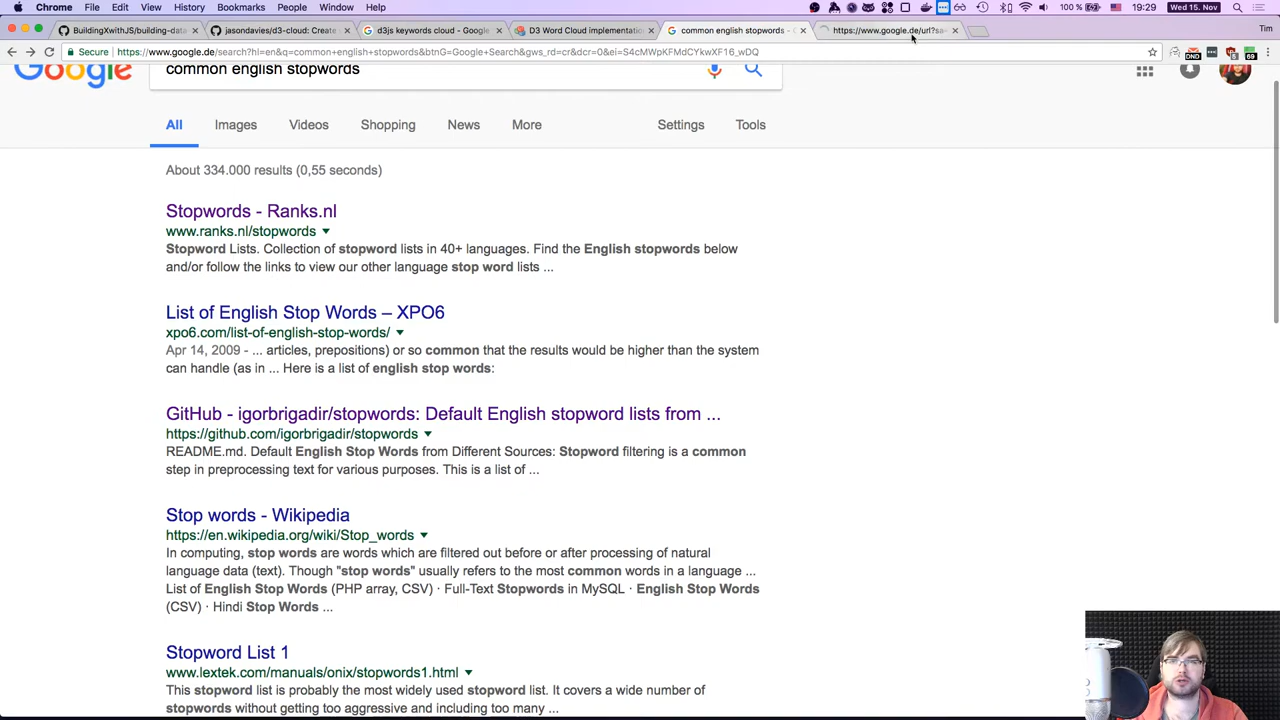 Chrome File Edit View History Bookmarks People Window Help 100 % 19:29 Wed 15. Nov
BuildingXwithJS/building-data
jasondavies/d3-cloud: Create
d3js keywords cloud - Google
D3 Word Cloud implementatio
common english stopwords - G
https://www.google.de/url?sa=
Tim
Secure https://www.google.de/search?hl=en&q=common+english+stopwords&btnG=Google+Search&gws_rd=cr&dcr=0&ei=S4cMWpKFMdCYkwXF16_wDQ
DND 6 69
Google
common english stopwords
All Images Videos Shopping News More Settings Tools
About 334.000 results (0,55 seconds)
Stopwords - Ranks.nl
www.ranks.nl/stopwords
Stopword Lists. Collection of stopword lists in 40+ languages. Find the English stopwords below
and/or follow the links to view our other language stop word lists ...
List of English Stop Words – XPO6
xpo6.com/list-of-english-stop-words/
Apr 14, 2009 - ... articles, prepositions) or so common that the results would be higher than the system
can handle (as in ... Here is a list of english stop words:
GitHub - igorbrigadir/stopwords: Default English stopword lists from ...
https://github.com/igorbrigadir/stopwords
README.md. Default English Stop Words from Different Sources: Stopword filtering is a common
step in preprocessing text for various purposes. This is a list of ...
Stop words - Wikipedia
https://en.wikipedia.org/wiki/Stop_words
In computing, stop words are words which are filtered out before or after processing of natural
language data (text). Though "stop words" usually refers to the most common words in a language ...
List of English Stop Words (PHP array, CSV) · Full-Text Stopwords in MySQL · English Stop Words
(CSV) · Hindi Stop Words ...
Stopword List 1
www.lextek.com/manuals/onix/stopwords1.html
This stopword list is probably the most widely used stopword list. It covers a wide number of
stopwords without getting too aggressive and including too many ...